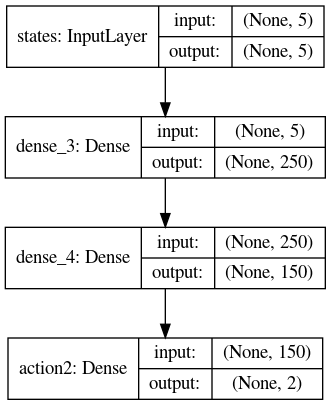 states: InputLayer
input: (None, 5)
output: (None, 5)
dense_3: Dense
input: (None, 5)
output: (None, 250)
dense_4: Dense
input: (None, 250)
output: (None, 150)
action2: Dense
input: (None, 150)
output: (None, 2)